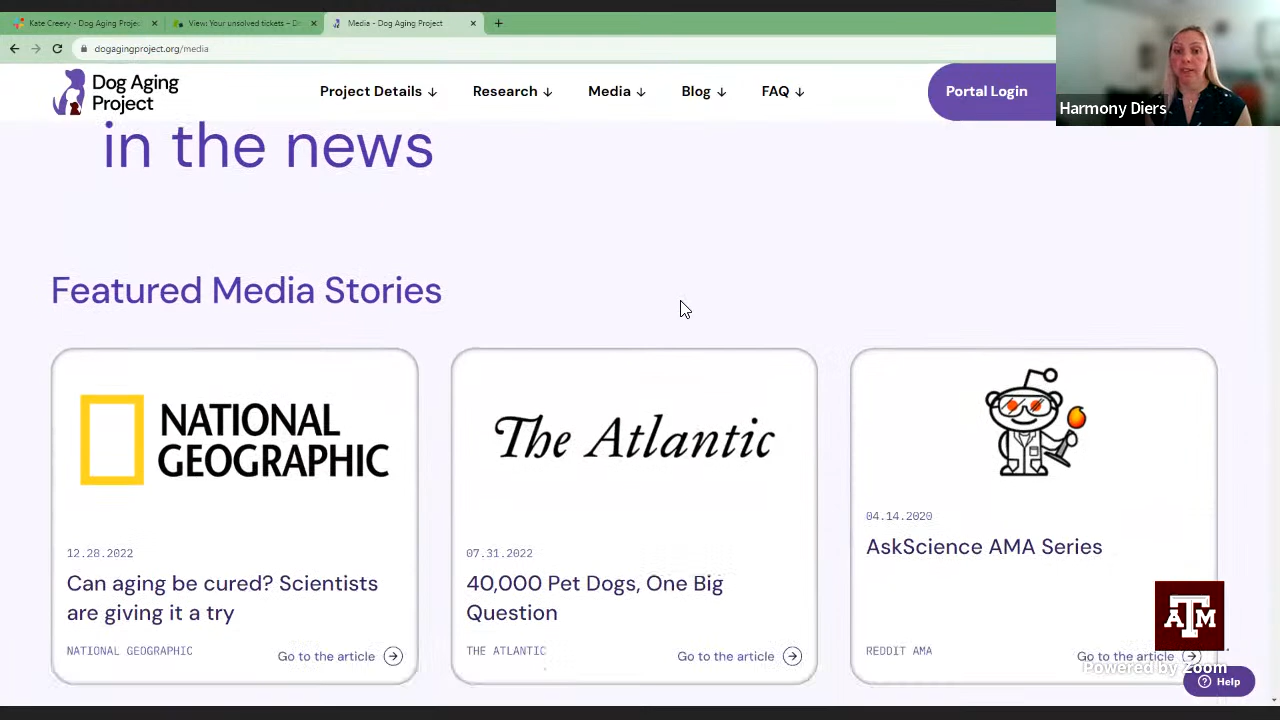 Kate Creevy - Dog Aging Projec
View: Your unsolved tickets – D
Media - Dog Aging Project
dogagingproject.org/media
Dog Aging
Project
Project Details
Research
Media
Blog
FAQ
Portal Login
Harmony Diers
in the news
Featured Media Stories
NATIONAL
GEOGRAPHIC
12.28.2022
Can aging be cured? Scientists
are giving it a try
NATIONAL GEOGRAPHIC
Go to the article
The Atlantic
07.31.2022
40,000 Pet Dogs, One Big
Question
THE ATLANTIC
Go to the article
04.14.2020
AskScience AMA Series
REDDIT AMA
Go to the article
ATM
Powered by Zoom
Help